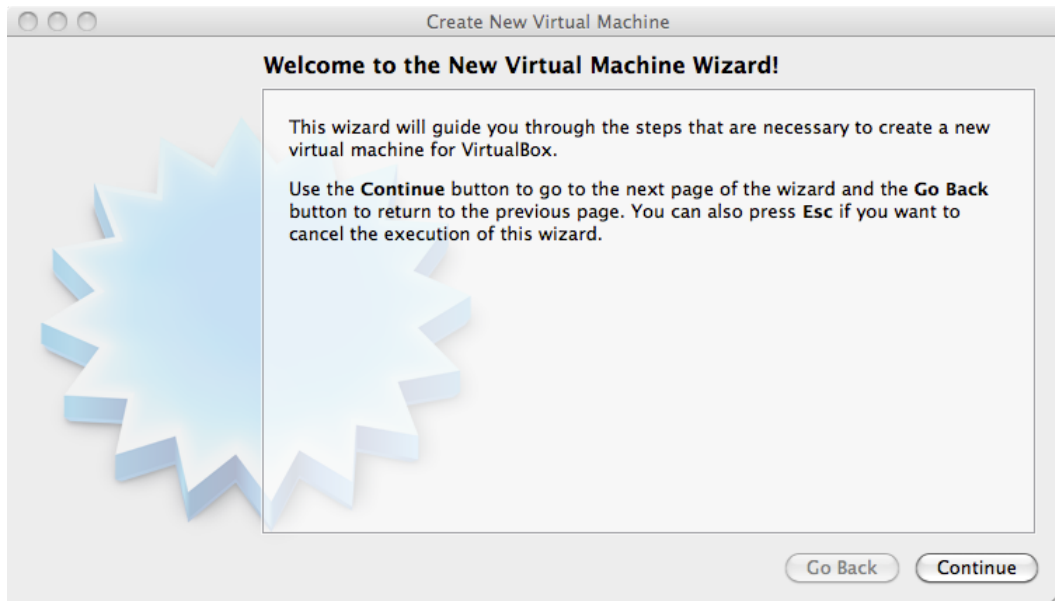 Create New Virtual Machine
Welcome to the New Virtual Machine Wizard!
This wizard will guide you through the steps that are necessary to create a new
virtual machine for VirtualBox.
Use the Continue button to go to the next page of the wizard and the Go Back
button to return to the previous page. You can also press Esc if you want to
cancel the execution of this wizard.
Go Back
Continue